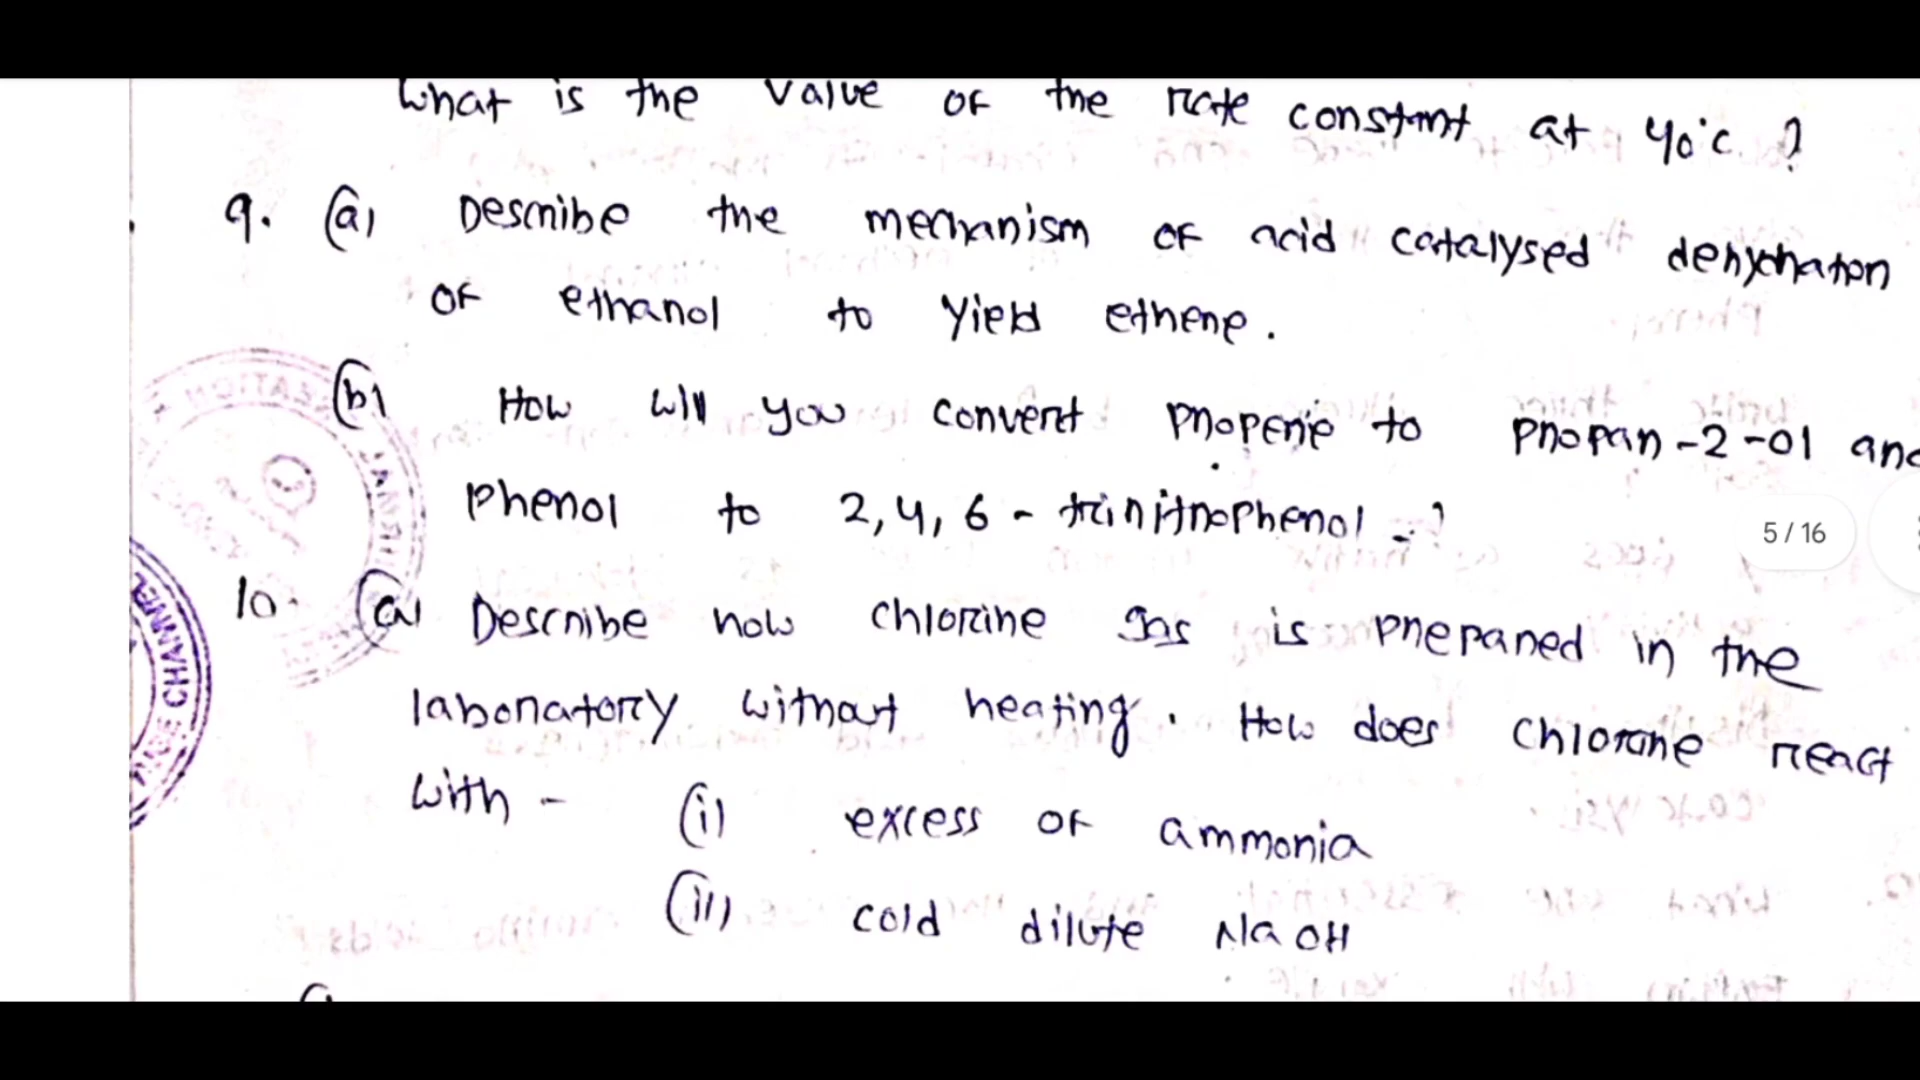 What is the value of the rate constant at 40°C ?
9. (a) Describe the mechanism of acid catalysed dehydration
of ethanol to yield ethene.
(b) How will you convert propene to propan-2-ol and
phenol to 2,4,6-trinitrophenol ?
5/16
10. (a) Describe how chlorine gas is prepared in the
laboratory without heating. How does chlorine react
with - (i) excess of ammonia
(ii) cold dilute NaOH
CHANNEL